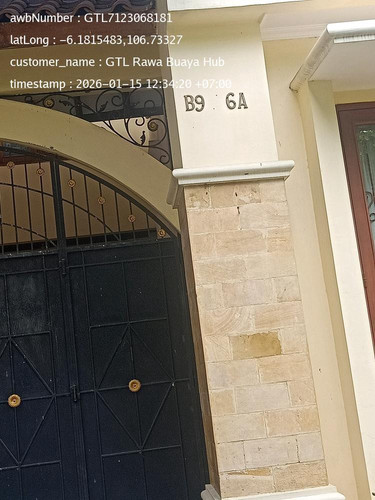 awbNumber : GTL7123068181
latLong : -6.1815483,106.73327
customer_name : GTL Rawa Buaya Hub
timestamp : 2026-01-15 12:34:20 +07:00
B9 6A